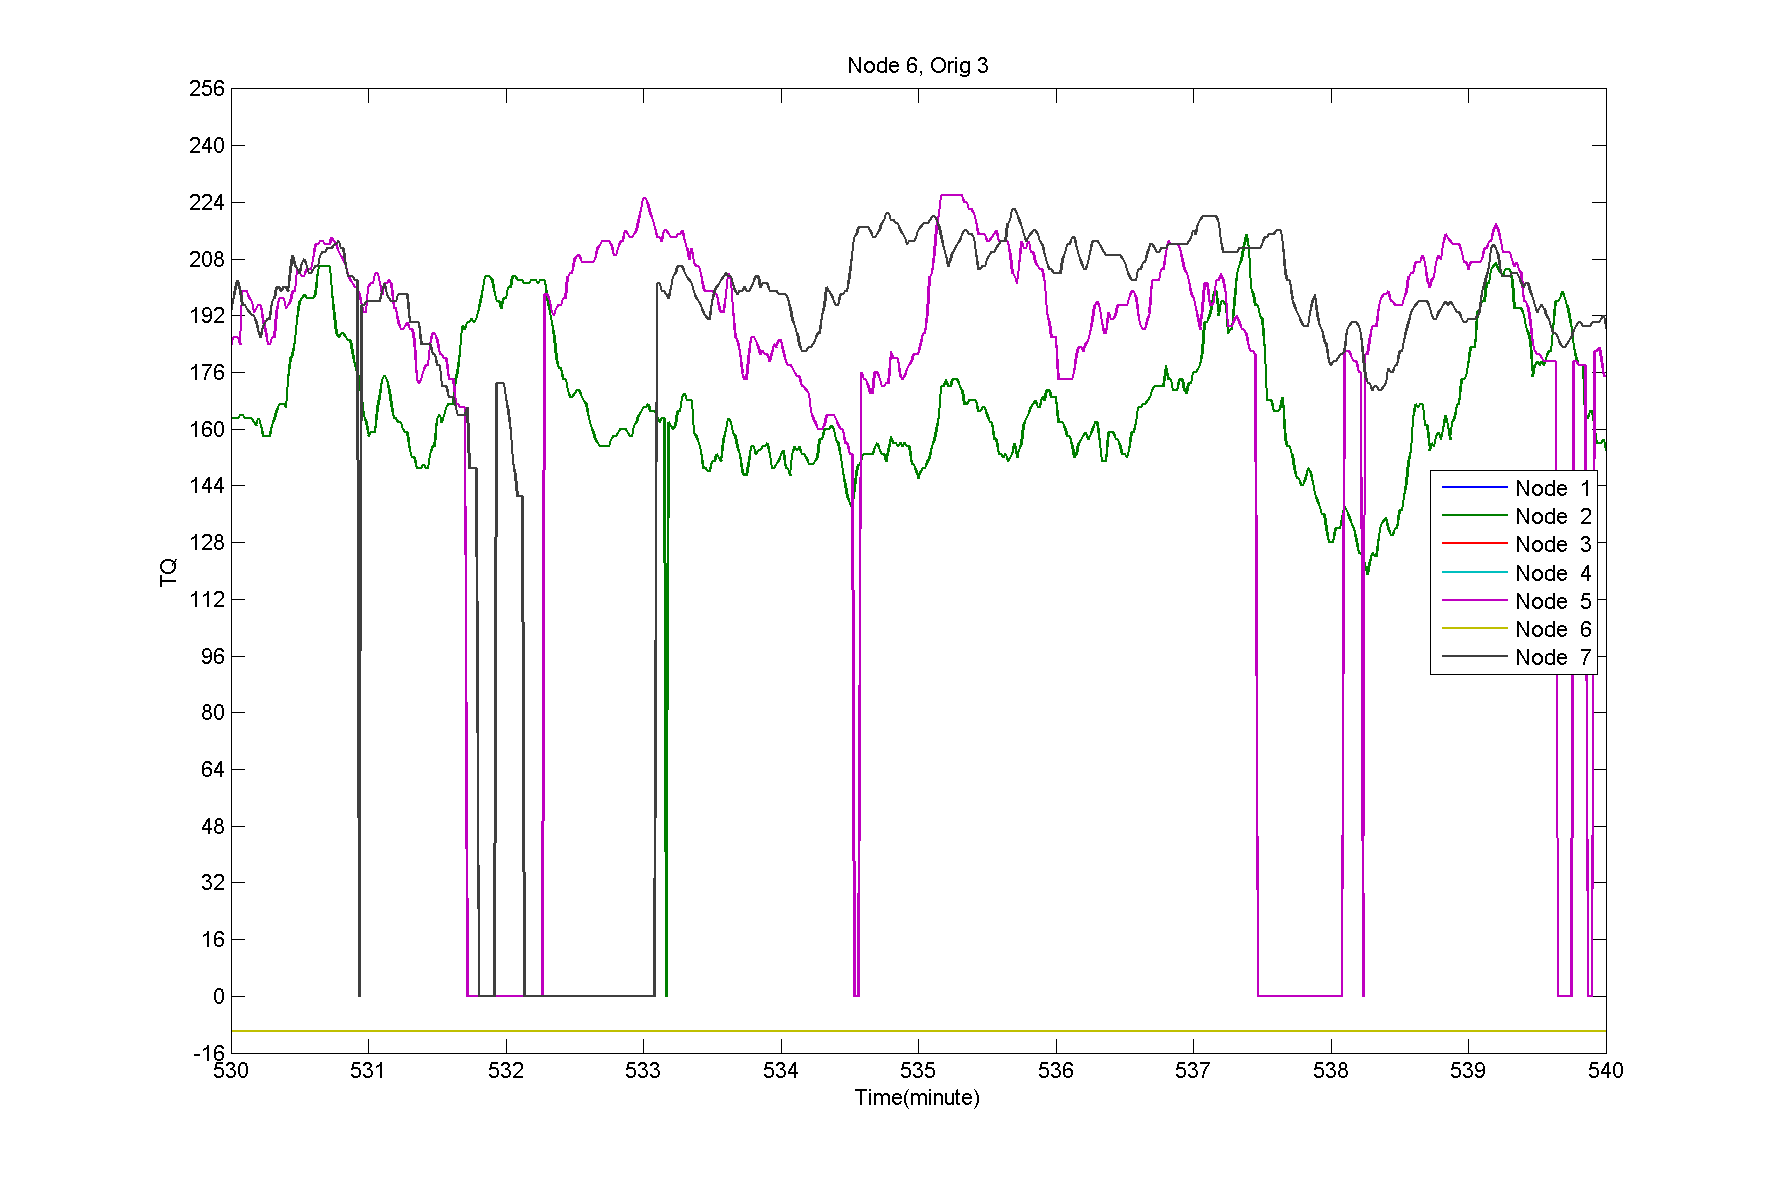 Node 6, Orig 3
256
240
224
208
192
176
160
144
128
112
96
80
64
48
32
16
0
-16
TQ
530 531 532 533 534 535 536 537 538 539 540
Time(minute)
Node 1
Node 2
Node 3
Node 4
Node 5
Node 6
Node 7